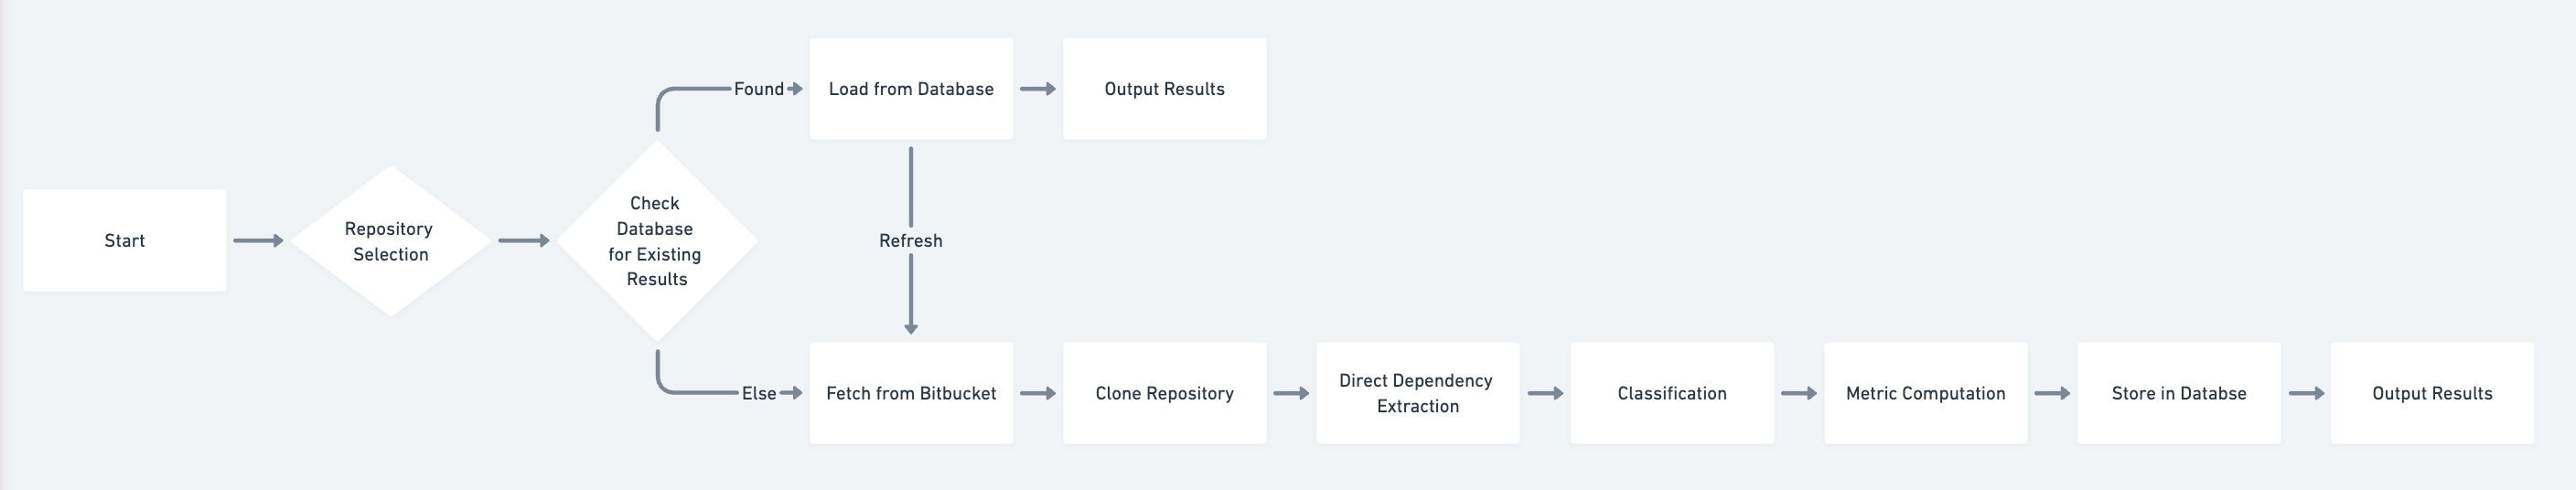 Start
Repository
Selection
Check
Database
for Existing
Results
Found
Load from Database
Output Results
Refresh
Else
Fetch from Bitbucket
Clone Repository
Direct Dependency
Extraction
Classification
Metric Computation
Store in Databse
Output Results